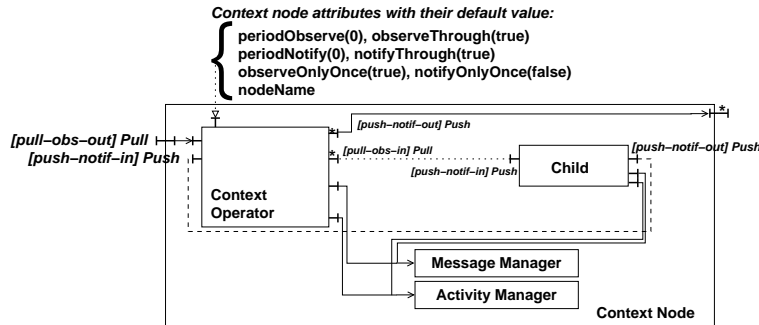 Context node attributes with their default value:
periodObserve(0), observeThrough(true)
periodNotify(0), notifyThrough(true)
observeOnlyOnce(true), notifyOnlyOnce(false)
nodeName
*
[pull–obs–out] Pull
[push–notif–in] Push
*
[push–notif–out] Push
*
[pull–obs–in] Pull
[push–notif–in] Push
[push–notif–out] Push
Context
Operator
Child
Message Manager
Activity Manager
Context Node